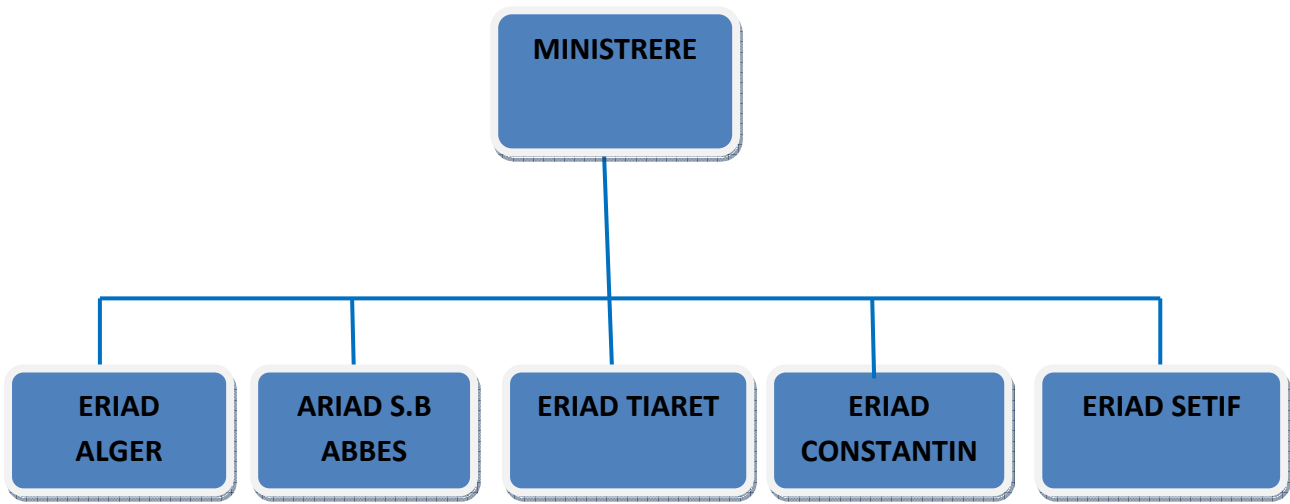 MINISTRERE
ERIAD
ALGER
ARIAD S.B
ABBES
ERIAD TIARET
ERIAD
CONSTANTIN
ERIAD SETIF